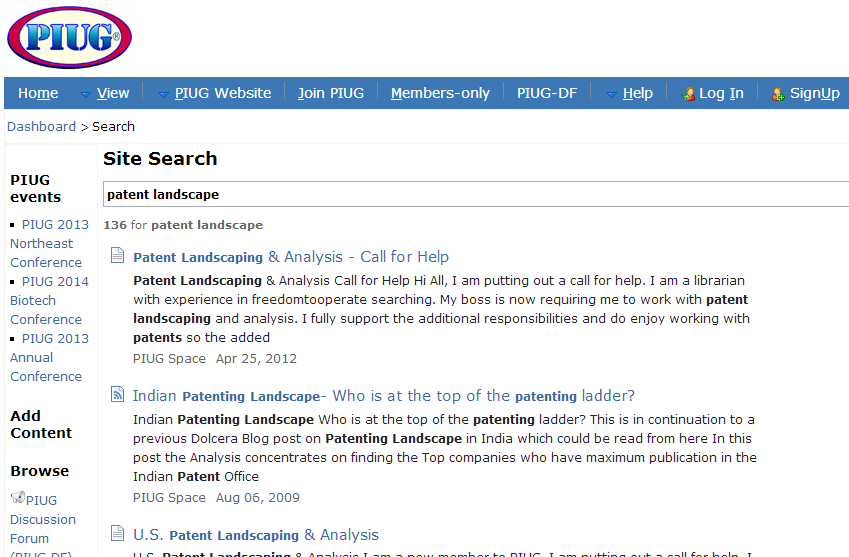 PIUG®
Home View PIUG Website Join PIUG Members-only PIUG-DF Help Log In SignUp
Dashboard > Search
PIUG
events
PIUG 2013
Northeast
Conference
PIUG 2014
Biotech
Conference
PIUG 2013
Annual
Conference
Add
Content
Browse
PIUG
Discussion
Forum
(PIUG-DF)
Site Search
patent landscape
136 for patent landscape
Patent Landscaping & Analysis - Call for Help
Patent Landscaping & Analysis Call for Help Hi All, I am putting out a call for help. I am a librarian
with experience in freedomtooperate searching. My boss is now requiring me to work with patent
landscaping and analysis. I fully support the additional responsibilities and do enjoy working with
patents so the added
PIUG Space Apr 25, 2012
Indian Patenting Landscape- Who is at the top of the patenting ladder?
Indian Patenting Landscape Who is at the top of the patenting ladder? This is in continuation to a
previous Dolcera Blog post on Patenting Landscape in India which could be read from here In this
post the Analysis concentrates on finding the Top companies who have maximum publication in the
Indian Patent Office
PIUG Space Aug 06, 2009
U.S. Patent Landscaping & Analysis
U.S. Patent Landscaping & Analysis I am a new member to PIUG. I am putting out a call for help. I